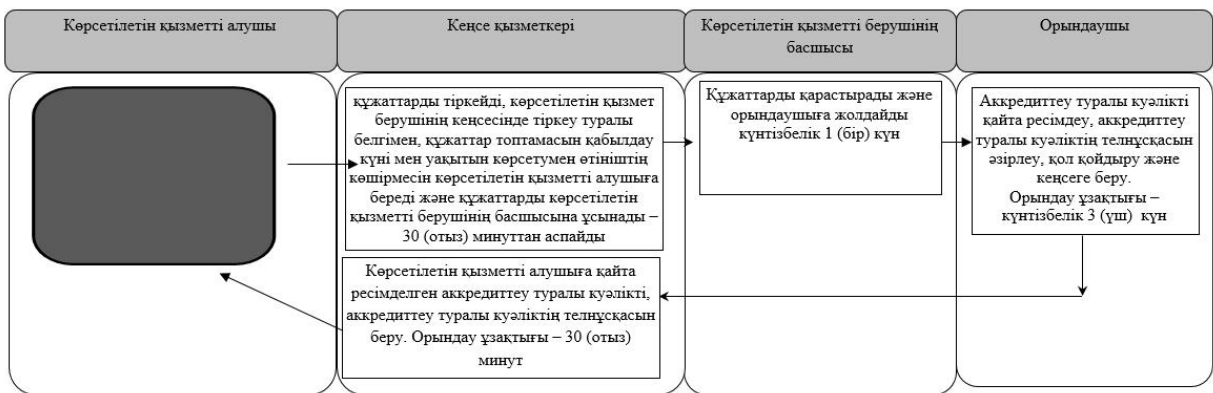 Көрсетілетін қызметті алушы
Кеңсе қызметкері
Көрсетілетін қызметті берушінің
басшысы
Орындаушы
құжаттарды тіркейді, көрсетілетін қызмет
берушінің кеңсесінде тіркеу туралы
белгімен, құжаттар топтамасын қабылдау
күні мен уақытын көрсетумен өтініштің
көшірмесін көрсетілетін қызметті алушыға
береді және құжаттарды көрсетілетін
қызметті берушінің басшысына ұсынады –
30 (отыз) минуттан аспайды
Құжаттарды қарастырады және
орындаушыға жолдайды
күнтізбелік 1 (бір) күн
Аккредиттеу туралы куәлікті
қайта ресімдеу, аккредиттеу
туралы куәліктің телнұсқасын
әзірлеу, қол қойдыру және
кеңсеге беру.
Орындау ұзақтығы –
күнтізбелік 3 (үш) күн
Көрсетілетін қызметті алушыға қайта
ресімделген аккредиттеу туралы куәлікті,
аккредиттеу туралы куәліктің телнұсқасын
беру. Орындау ұзақтығы – 30 (отыз)
минут